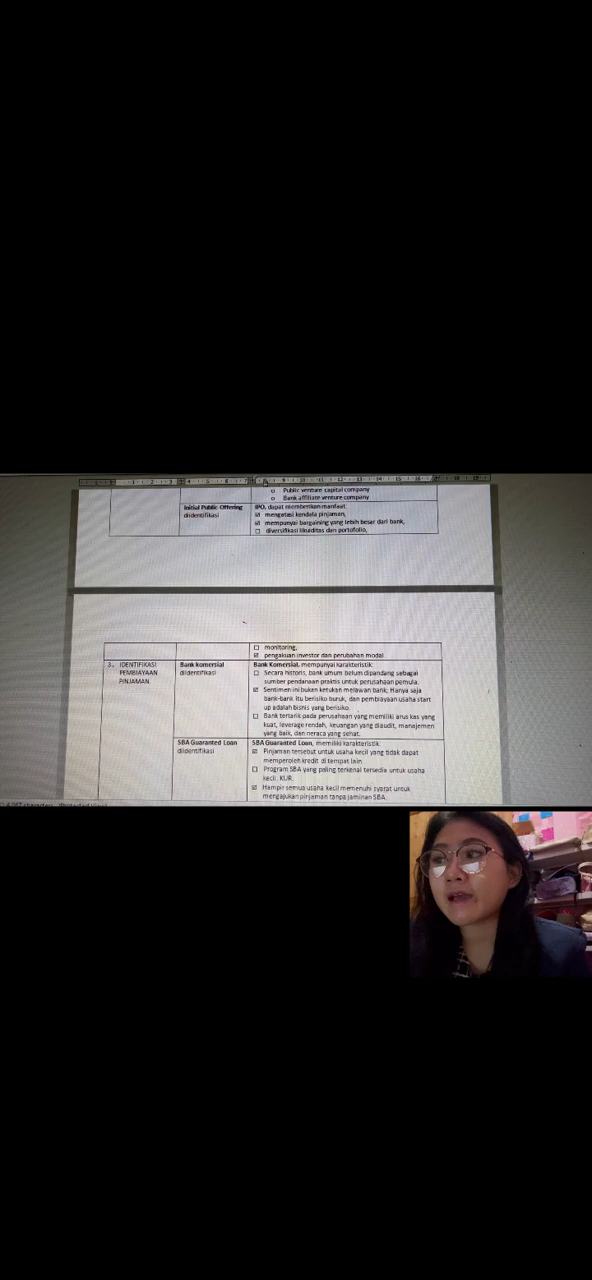 o Public venture capital company
o Bank affiliate venture company
Initial Public Offering
diidentifikasi
IPO, dapat memberikan manfaat:
☑ mengatasi kendala pinjaman,
☑ mempunyai bargaining yang lebih besar dari bank,
☐ diversifikasi likuiditas dan portofolio,
☐ monitoring,
☑ pengakuan investor dan perubahan modal.
3. IDENTIFIKASI
PEMBIAYAAN
PINJAMAN.
Bank komersial
diidentifikasi
Bank Komersial, mempunyai karakteristik:
☐ Secara historis, bank umum belum dipandang sebagai
sumber pendanaan praktis untuk perusahaan pemula.
☑ Sentimen ini bukan ketukan melawan bank; Hanya saja
bank-bank itu berisiko buruk, dan pembiayaan usaha start
up adalah bisnis yang berisiko.
☐ Bank tertarik pada perusahaan yang memiliki arus kas yang
kuat, leverage rendah, keuangan yang diaudit, manajemen
yang baik, dan neraca yang sehat.
SBA Guaranted Loan
diidentifikasi
SBA Guaranted Loan, memiliki karakteristik:
☑ Pinjaman tersebut untuk usaha kecil yang tidak dapat
memperoleh kredit di tempat lain
☐ Program SBA yang paling terkenal tersedia untuk usaha
kecil. KUR.
☑ Hampir semua usaha kecil memenuhi syarat untuk
mengajukan pinjaman tanpa jaminan SBA.
characters